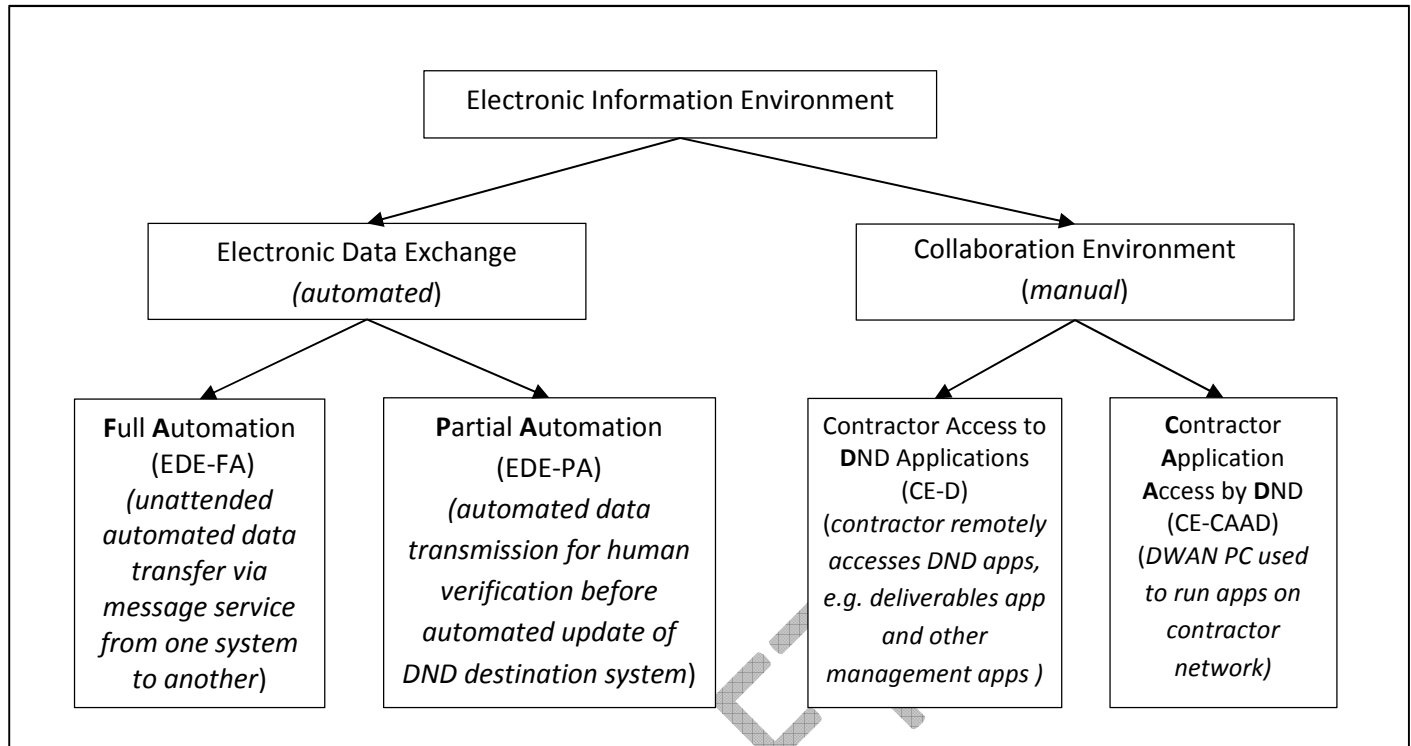 Electronic Information Environment
Electronic Data Exchange
(automated)
Collaboration Environment
(manual)
Full Automation
(EDE-FA)
(unattended
automated data
transfer via
message service
from one system
to another)
Partial Automation
(EDE-PA)
(automated data
transmission for human
verification before
automated update of
DND destination system)
Contractor Access to
DND Applications
(CE-D)
(contractor remotely
accesses DND apps,
e.g. deliverables app
and other
management apps )
Contractor
Application
Access by DND
(CE-CAAD)
(DWAN PC used
to run apps on
contractor
network)